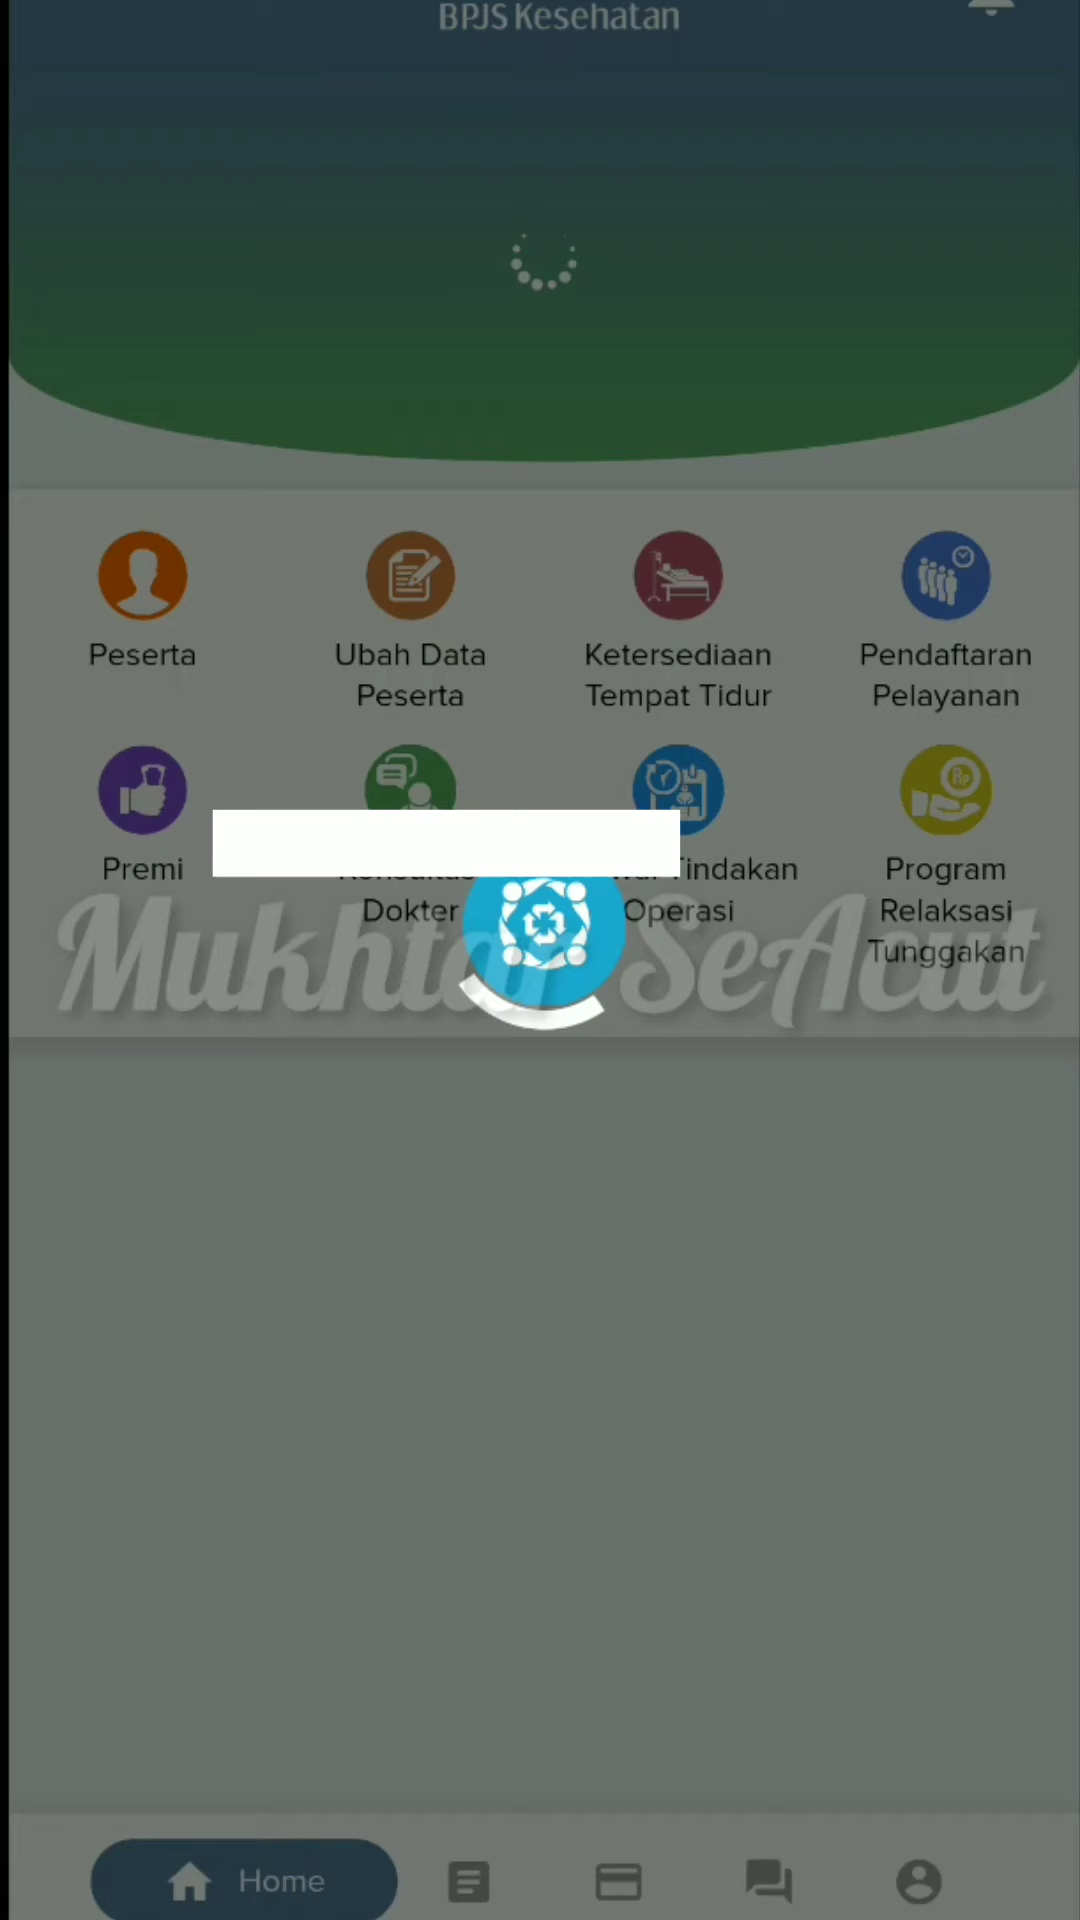 BPJS Kesehatan
Peserta
Ubah Data
Peserta
Ketersediaan
Tempat Tidur
Pendaftaran
Pelayanan
Premi
Dokter
Tindakan
Operasi
Program
Relaksasi
Tunggakan
Mukhtar SeAcut
Home